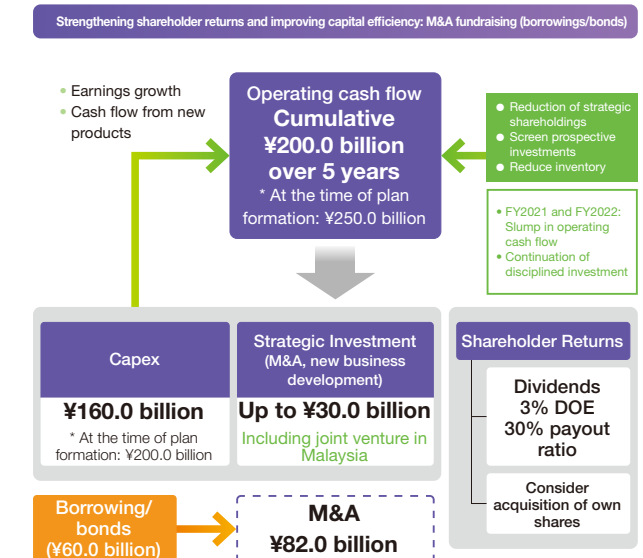 Strengthening shareholder returns and improving capital efficiency: M&A fundraising (borrowings/bonds)
• Earnings growth
• Cash flow from new
products
Operating cash flow
Cumulative
¥200.0 billion
over 5 years
* At the time of plan
formation: ¥250.0 billion
● Reduction of strategic
shareholdings
● Screen prospective
investments
● Reduce inventory
• FY2021 and FY2022:
Slump in operating
cash flow
• Continuation of
disciplined investment
Capex
¥160.0 billion
* At the time of plan
formation: ¥200.0 billion
Strategic Investment
(M&A, new business
development)
Up to ¥30.0 billion
Including joint venture in
Malaysia
Shareholder Returns
Dividends
3% DOE
30% payout
ratio
Consider
acquisition of own
shares
Borrowing/
bonds
(¥60.0 billion)
M&A
¥82.0 billion